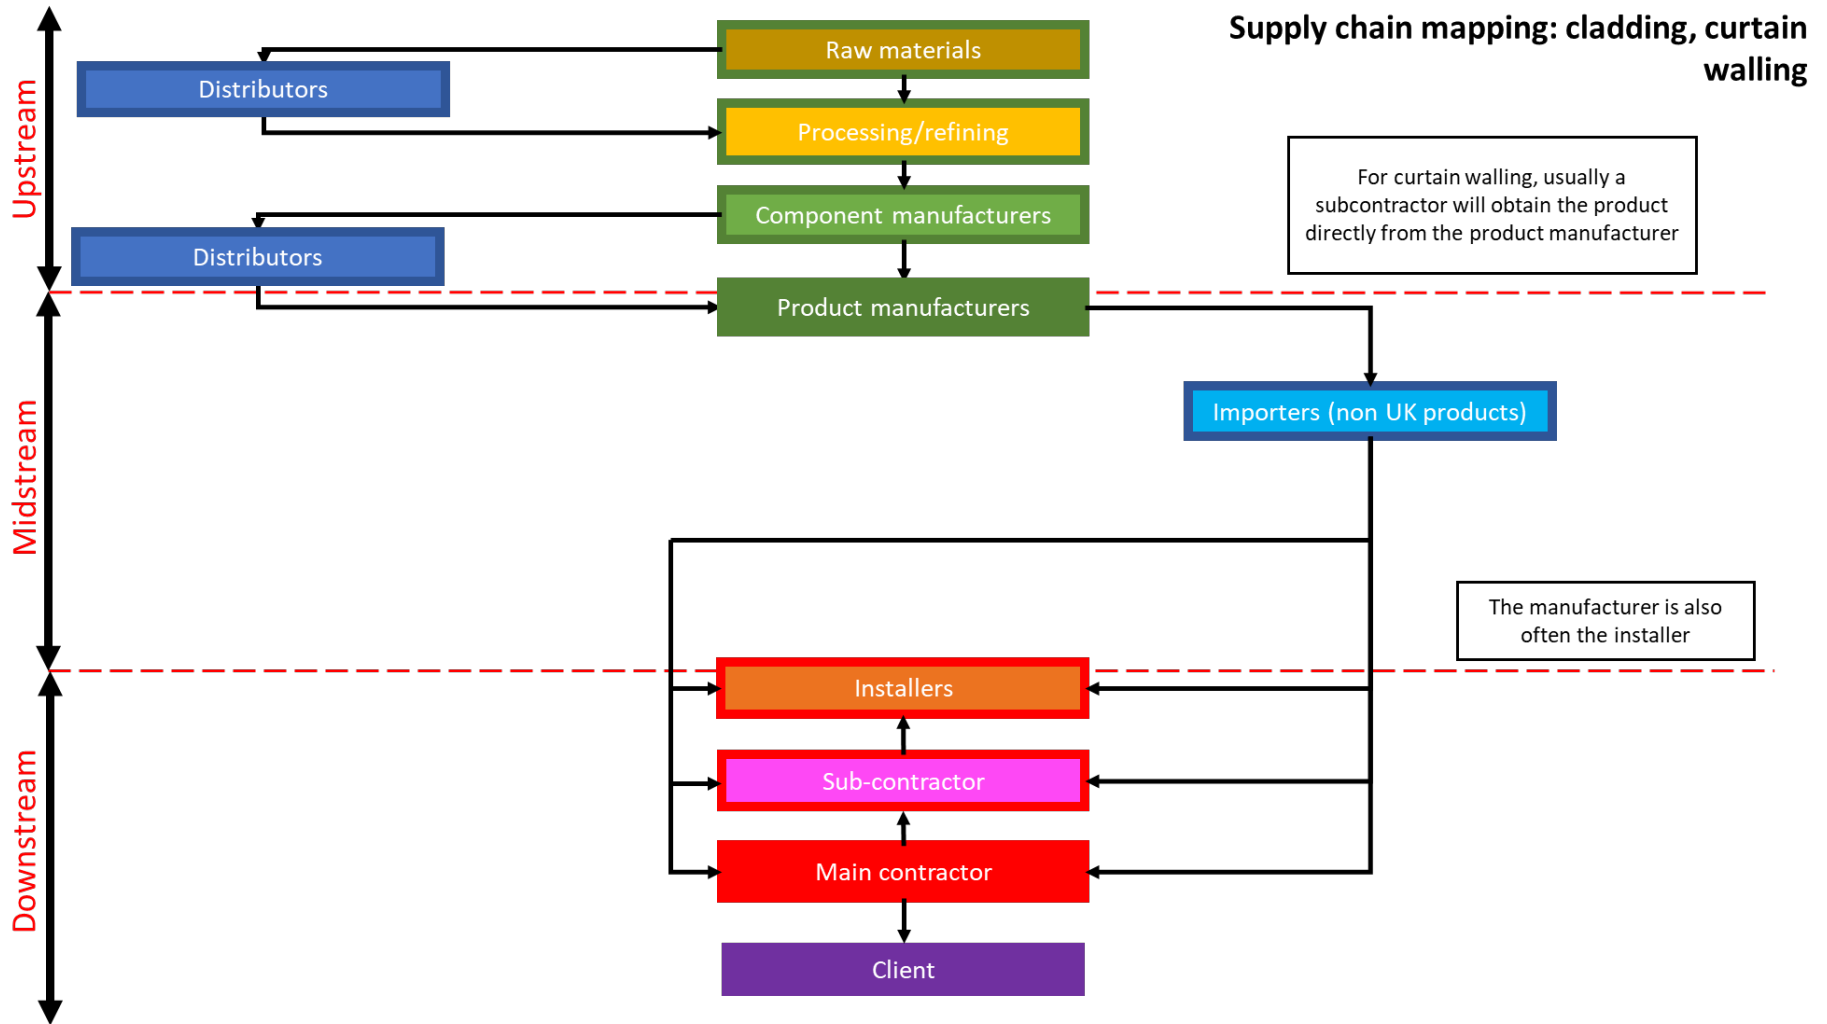 Supply chain mapping: cladding, curtain
walling
Upstream
Raw materials
Distributors
Processing/refining
For curtain walling, usually a
subcontractor will obtain the product
directly from the product manufacturer
Component manufacturers
Distributors
Product manufacturers
Midstream
Importers (non UK products)
The manufacturer is also
often the installer
Downstream
Installers
Sub-contractor
Main contractor
Client